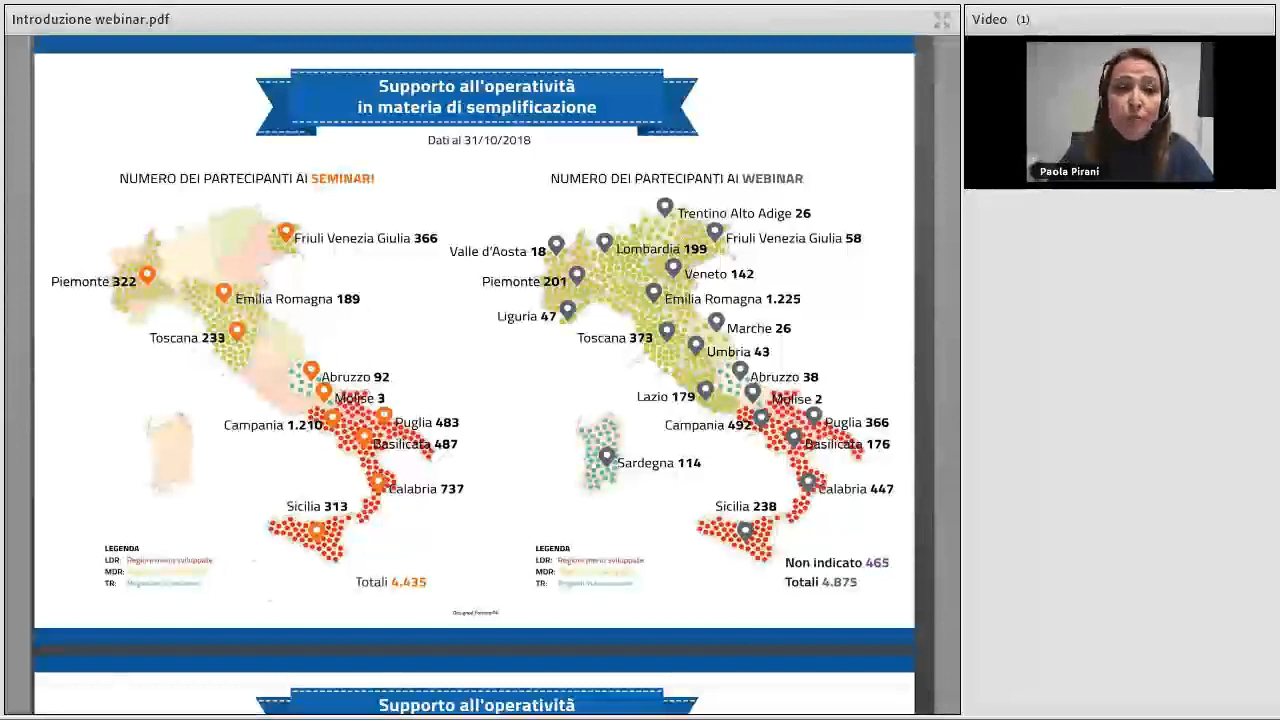 Introduzione webinar.pdf
Video (1)
Paola Pirani
Supporto all'operatività
in materia di semplificazione
Dati al 31/10/2018
NUMERO DEI PARTECIPANTI AI SEMINARI
Friuli Venezia Giulia 366
Piemonte 322
Emilia Romagna 189
Toscana 233
Abruzzo 92
Molise 3
Campania 1.210
Puglia 483
Basilicata 487
Calabria 737
Sicilia 313
LEGENDA
LDR: Regioni meno sviluppate
MDR:
TR:
Totali 4.435
NUMERO DEI PARTECIPANTI AI WEBINAR
Trentino Alto Adige 26
Friuli Venezia Giulia 58
Valle d'Aosta 18
Lombardia 199
Veneto 142
Piemonte 201
Emilia Romagna 1.225
Liguria 47
Marche 26
Toscana 373
Umbria 43
Abruzzo 38
Lazio 179
Molise 2
Campania 492
Puglia 366
Basilicata 176
Sardegna 114
Calabria 447
Sicilia 238
LEGENDA
LDR: Regioni meno sviluppate
MDR:
TR:
Non indicato 465
Totali 4.875
Supporto all'operatività